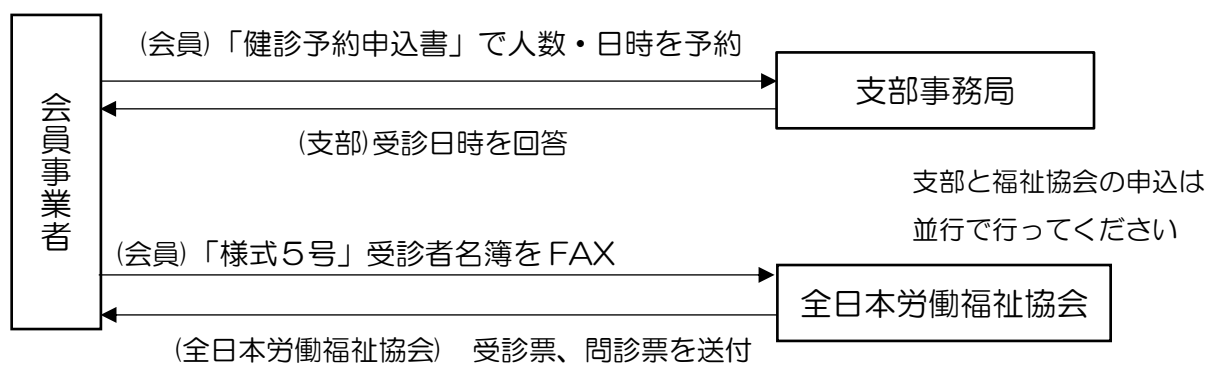 (会員)「健診予約申込書」で人数・日時を予約
支部事務局
会員事業者
(支部)受診日時を回答
支部と福祉協会の申込は
並行で行ってください
(会員)「様式5号」受診者名簿をFAX
全日本労働福祉協会
(全日本労働福祉協会)　受診票、問診票を送付